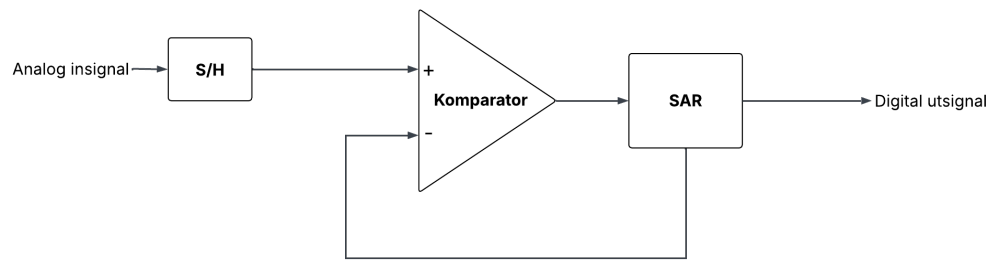 Analog insignal
S/H
+
Komparator
-
SAR
Digital utsignal